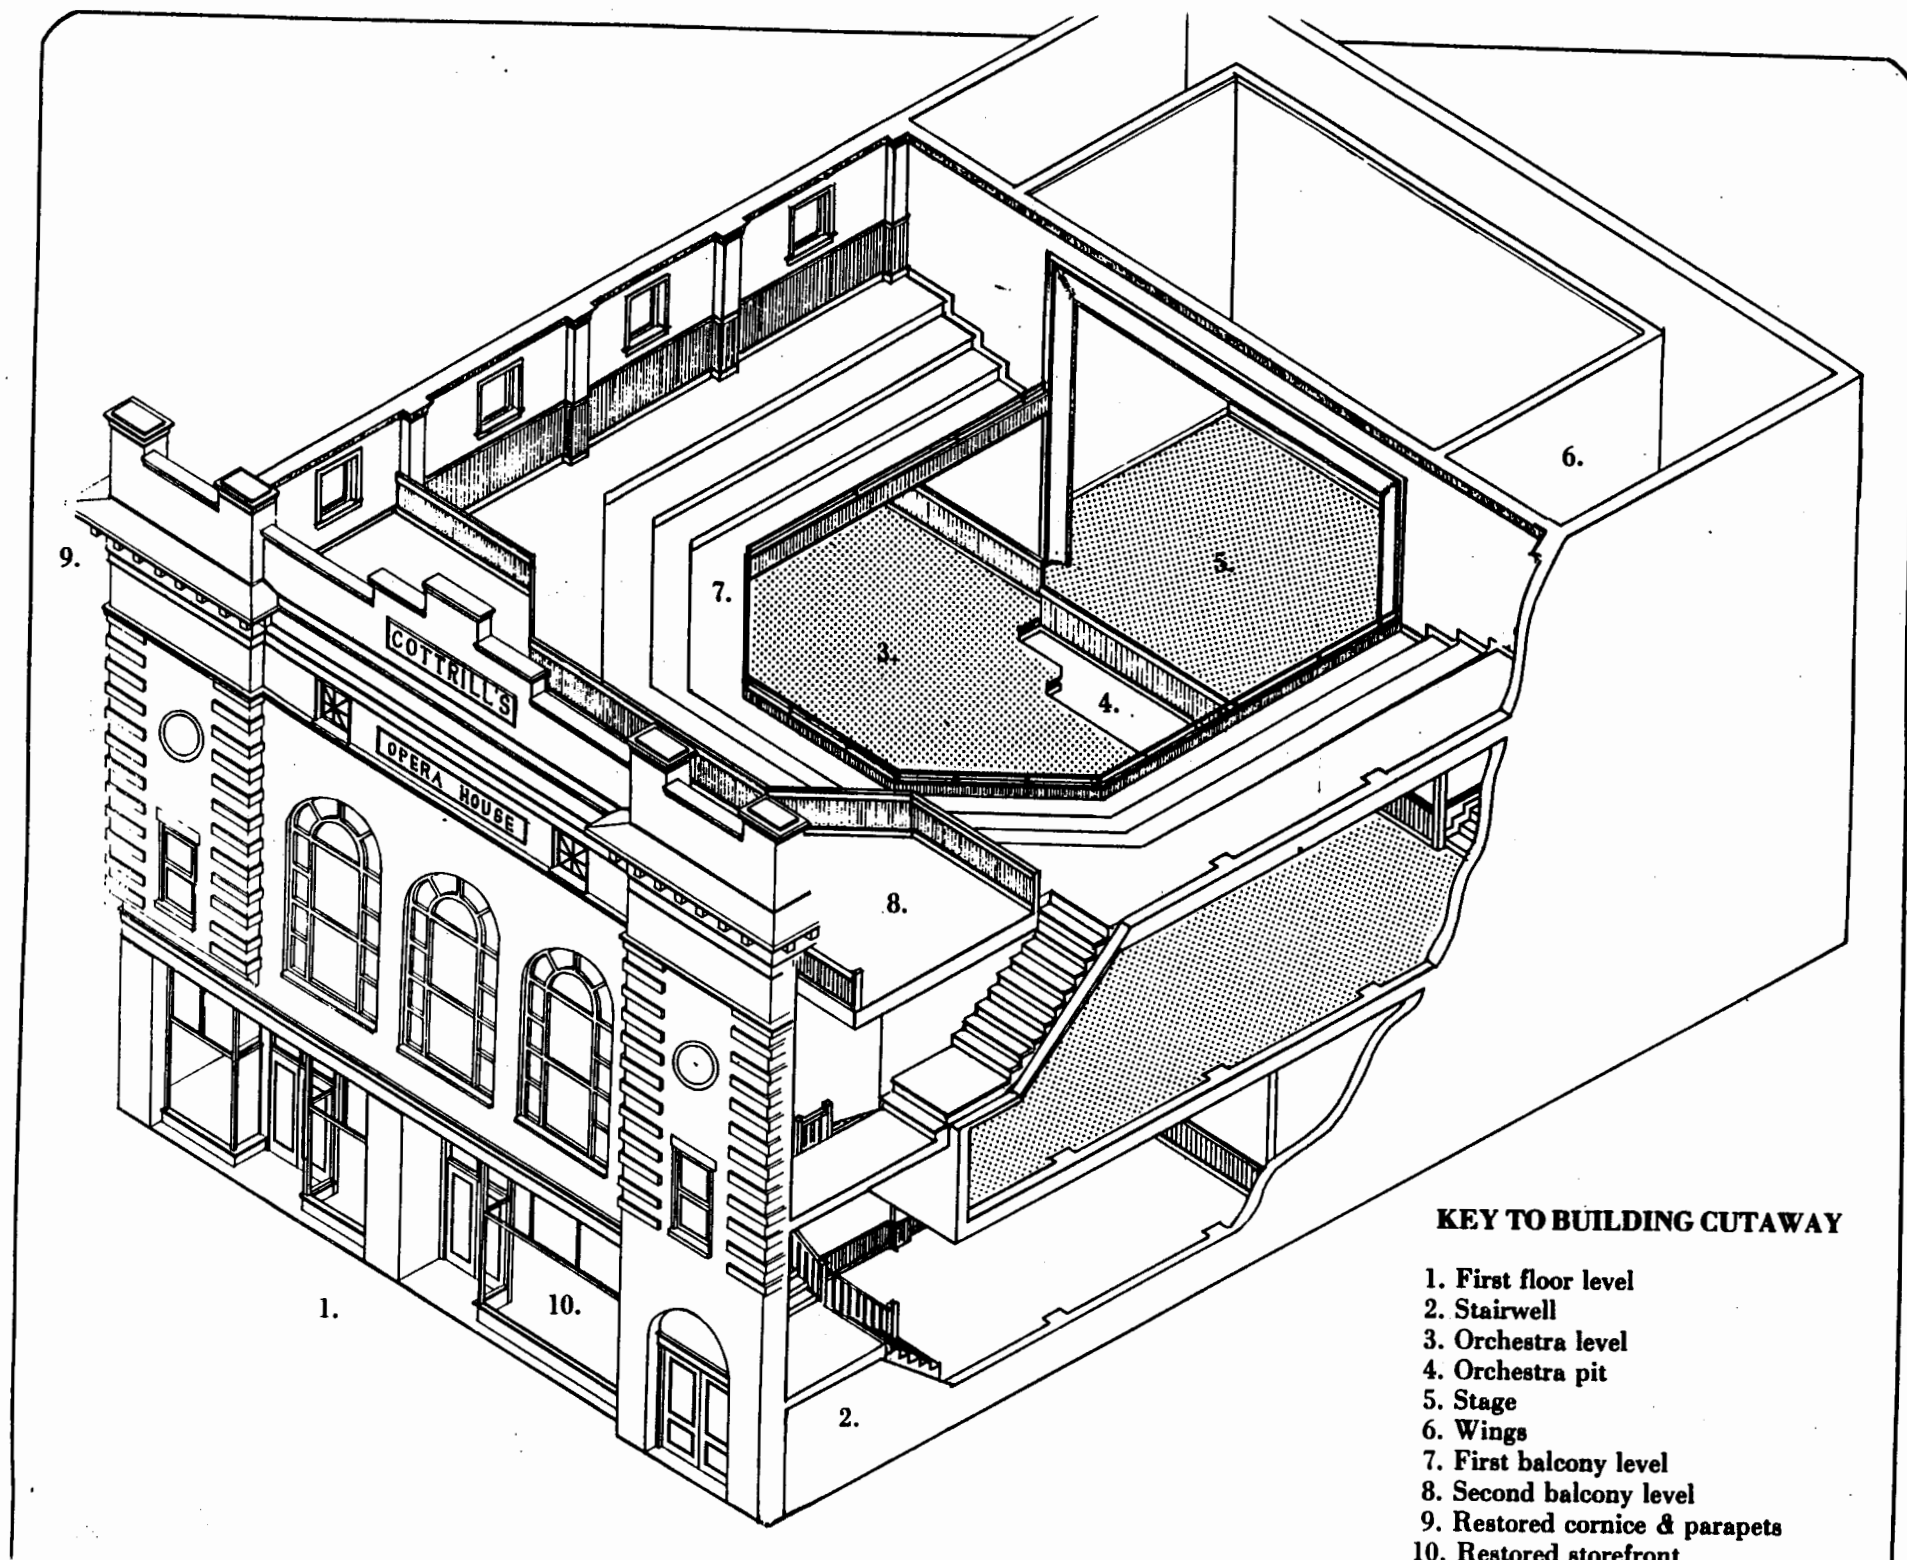 6.
9.
7.
5.
COTTRILL'S
3.
4.
OPERA HOUSE
8.
1.
10.
2.
KEY TO BUILDING CUTAWAY
1. First floor level
2. Stairwell
3. Orchestra level
4. Orchestra pit
5. Stage
6. Wings
7. First balcony level
8. Second balcony level
9. Restored cornice & parapets
10. Restored storefront